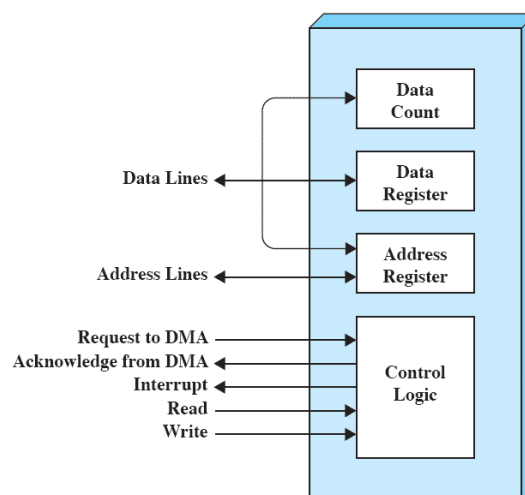 Data
Count
Data Lines
Data
Register
Address
Register
Address Lines
Request to DMA
Acknowledge from DMA
Interrupt
Read
Write
Control
Logic